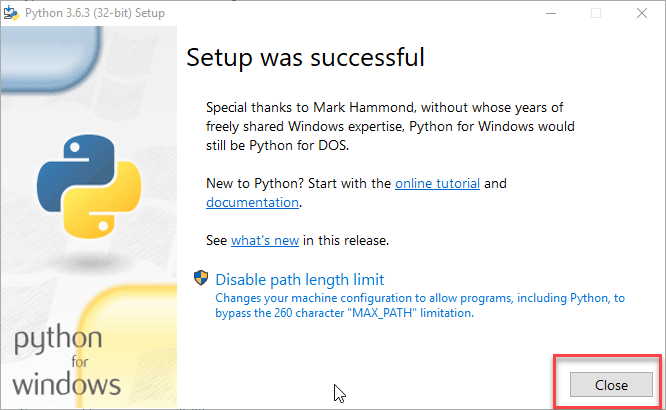 Python 3.6.3 (32-bit) Setup
Setup was successful
Special thanks to Mark Hammond, without whose years of
freely shared Windows expertise, Python for Windows would
still be Python for DOS.
New to Python? Start with the online tutorial and
documentation.
See what's new in this release.
Disable path length limit
Changes your machine configuration to allow programs, including Python, to
bypass the 260 character "MAX_PATH" limitation.
python
for
windows
Close